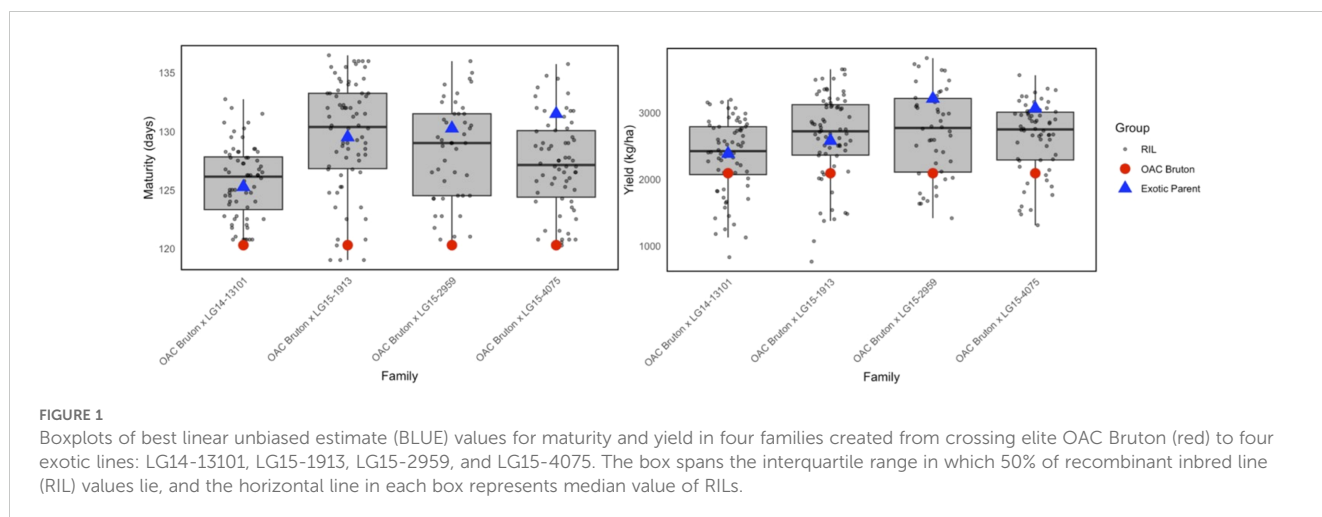 Maturity (days)
135
130
125
120
OAC Bruton x LG14-13101
OAC Bruton x LG15-1913
OAC Bruton x LG15-2959
OAC Bruton x LG15-4075
Family
Yield (kg/ha)
3000
2000
1000
OAC Bruton x LG14-13101
OAC Bruton x LG15-1913
OAC Bruton x LG15-2959
OAC Bruton x LG15-4075
Family
Group
RIL
OAC Bruton
Exotic Parent
FIGURE 1
Boxplots of best linear unbiased estimate (BLUE) values for maturity and yield in four families created from crossing elite OAC Bruton (red) to four
exotic lines: LG14-13101, LG15-1913, LG15-2959, and LG15-4075. The box spans the interquartile range in which 50% of recombinant inbred line
(RIL) values lie, and the horizontal line in each box represents median value of RILs.